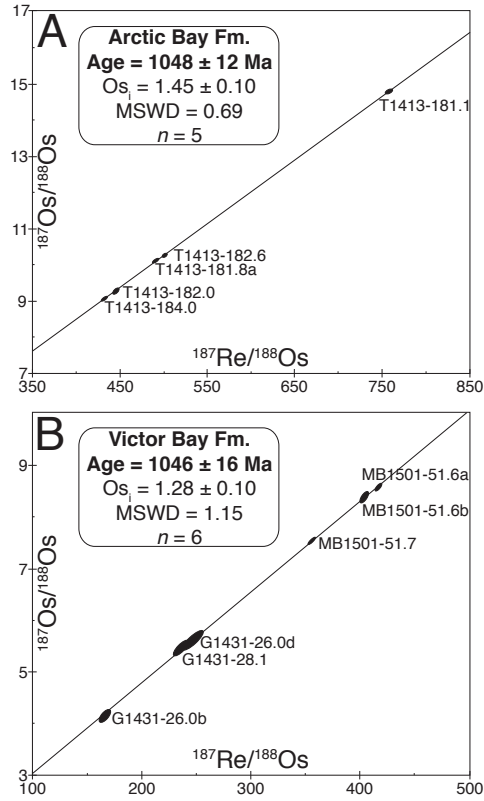 A
Arctic Bay Fm.
Age = 1048 ± 12 Ma
Osi = 1.45 ± 0.10
MSWD = 0.69
n = 5
17
15
13
11
9
7
187Os/188Os
T1413-181.1
T1413-182.6
T1413-181.8a
T1413-182.0
T1413-184.0
187Re/188Os
350
450
550
650
750
850
B
Victor Bay Fm.
Age = 1046 ± 16 Ma
Osi = 1.28 ± 0.10
MSWD = 1.15
n = 6
9
7
5
3
187Os/188Os
MB1501-51.6a
MB1501-51.6b
MB1501-51.7
G1431-26.0d
G1431-28.1
G1431-26.0b
187Re/188Os
100
200
300
400
500